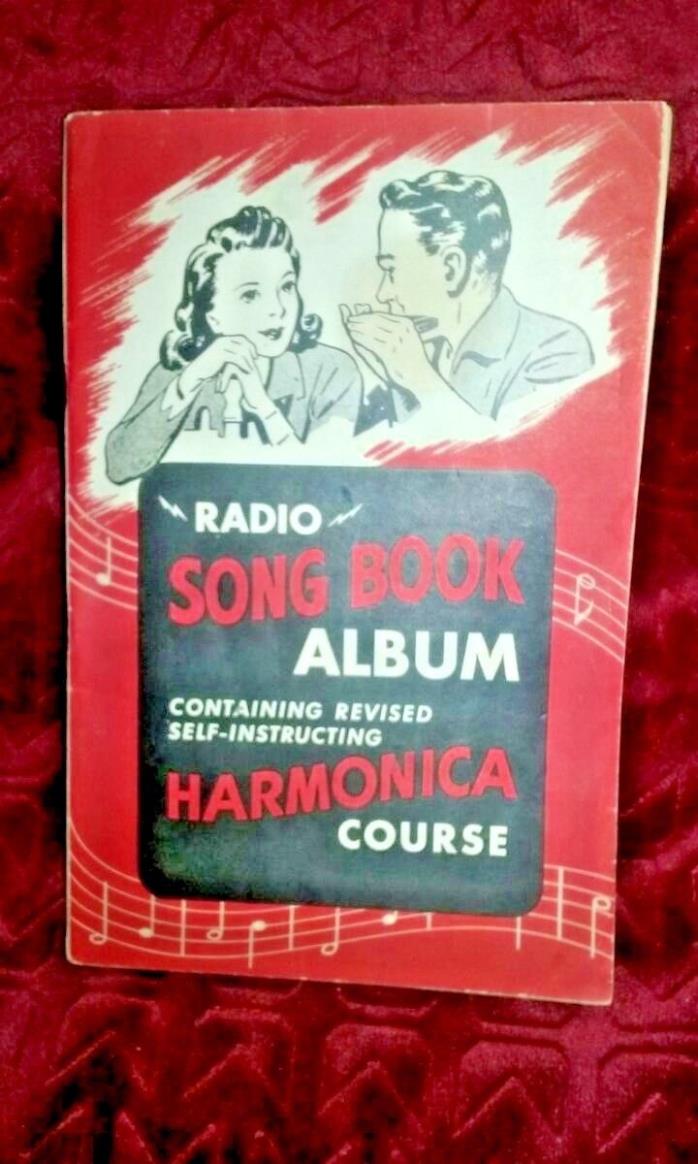 RADIO
SONG BOOK
ALBUM
CONTAINING REVISED
SELF-INSTRUCTING
HARMONICA
COURSE